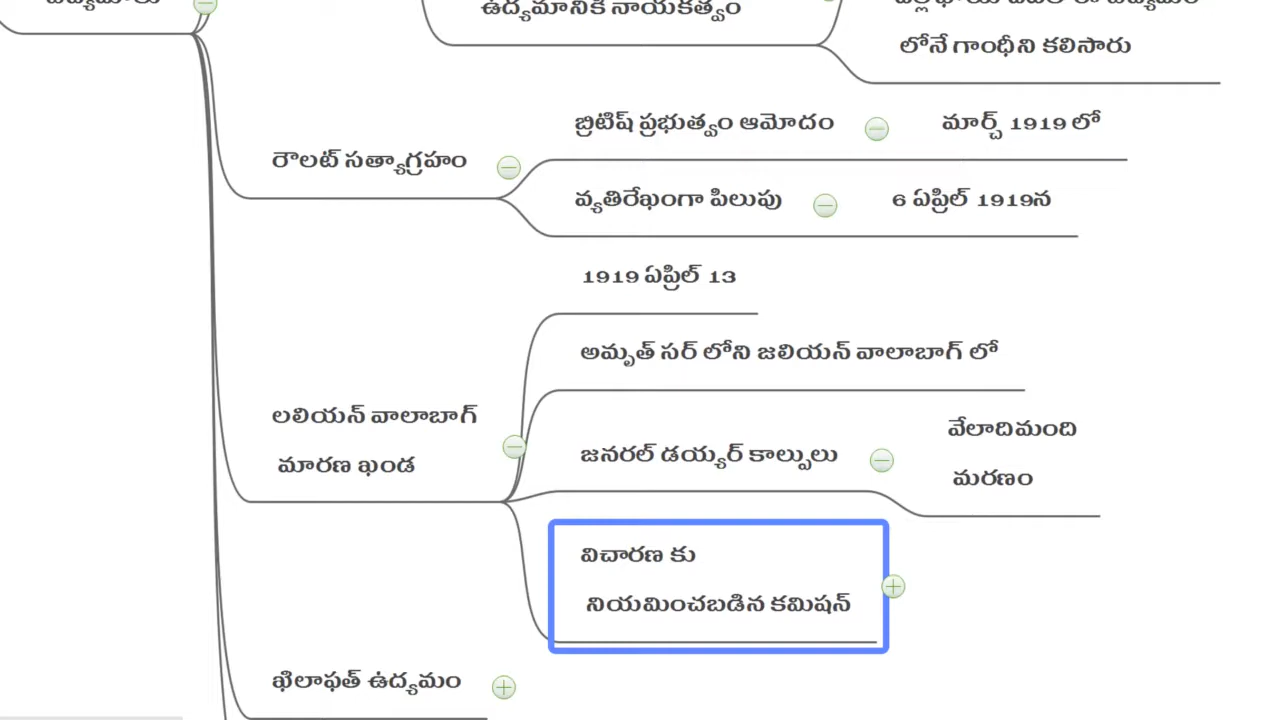 ఉద్యమానికి నాయకత్వం
లోనే గాంధీని కలిసారు
బ్రిటిష్ ప్రభుత్వం ఆమోదం
మార్చ్ 1919 లో
రౌలట్ సత్యాగ్రహం
వ్యతిరేఖంగా పిలుపు
6 ఏప్రిల్ 1919న
1919 ఏప్రిల్ 13
అమృత్ సర్ లోని జలియన్ వాలాబాగ్ లో
లలియన్ వాలాబాగ్
మారణ ఖండ
జనరల్ డయ్యర్ కాల్పులు
వేలాదిమంది
మరణం
విచారణ కు
నియమించబడిన కమిషన్
ఖిలాఫత్ ఉద్యమం